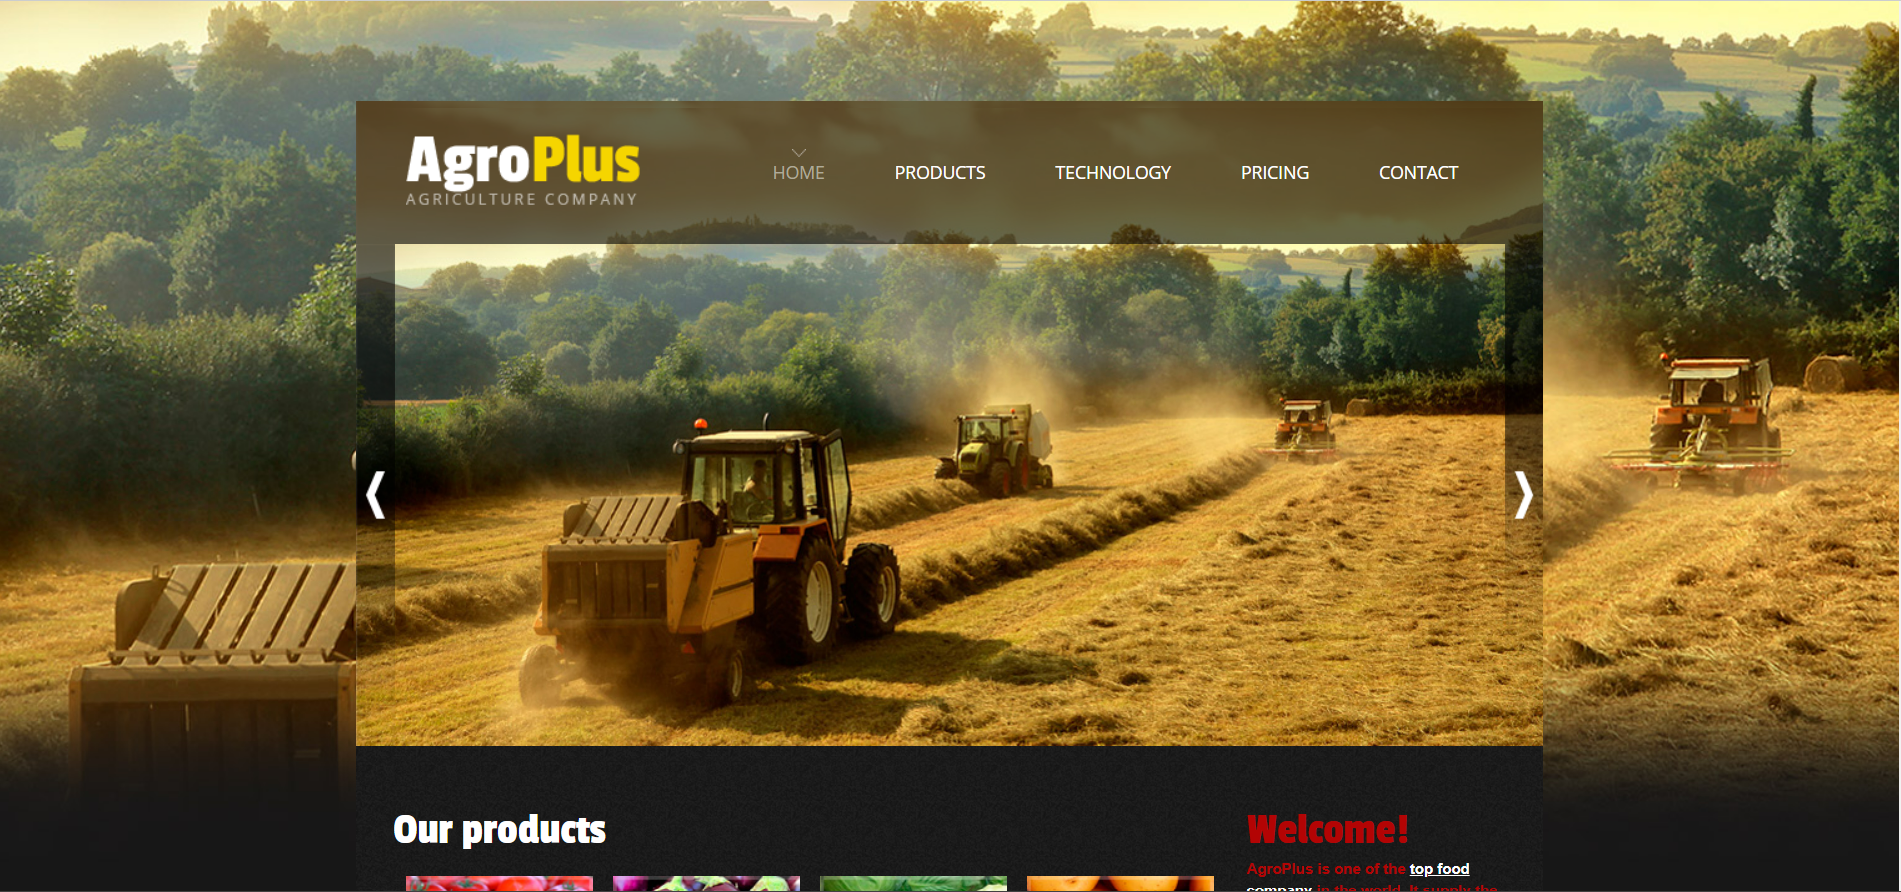 AgroPlus
AGRICULTURE COMPANY
HOME
PRODUCTS
TECHNOLOGY
PRICING
CONTACT
Our products
Welcome!
AgroPlus is one of the top food
company in the world. It supply the